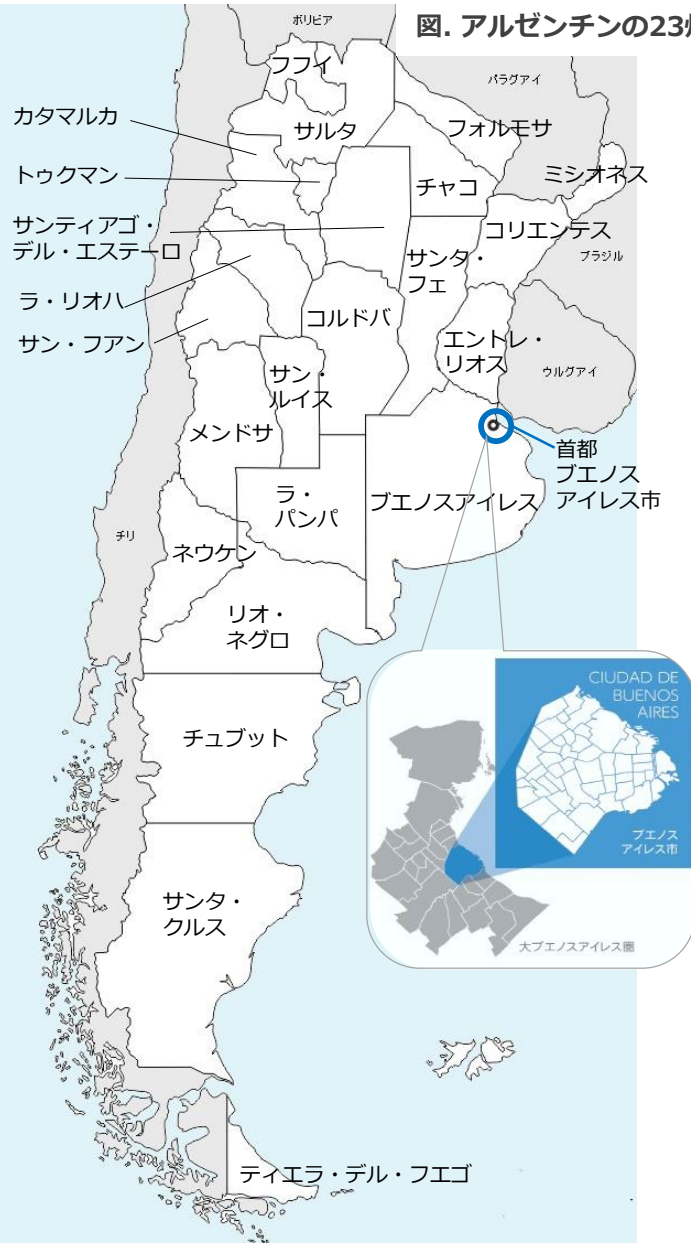 図. アルゼンチンの23
ボリビア
フフイ
パラグアイ
カタマルカ
サルタ
フォルモサ
トゥクマン
チャコ
ミシオネス
サンティアゴ・
デル・エステーロ
コリエンテス
サンタ・
フェ
ブラジル
ラ・リオハ
コルドバ
サン・フアン
エントレ・
リオス
サン・
ルイス
ウルグアイ
メンドサ
首都
ブエノス
アイレス市
ラ・
パンパ
ブエノスアイレス
チリ
ネウケン
リオ・
ネグロ
チュブット
CIUDAD DE
BUENOS
AIRES
ブエノス
アイレス市
大ブエノスアイレス圏
サンタ・
クルス
ティエラ・デル・フエゴ